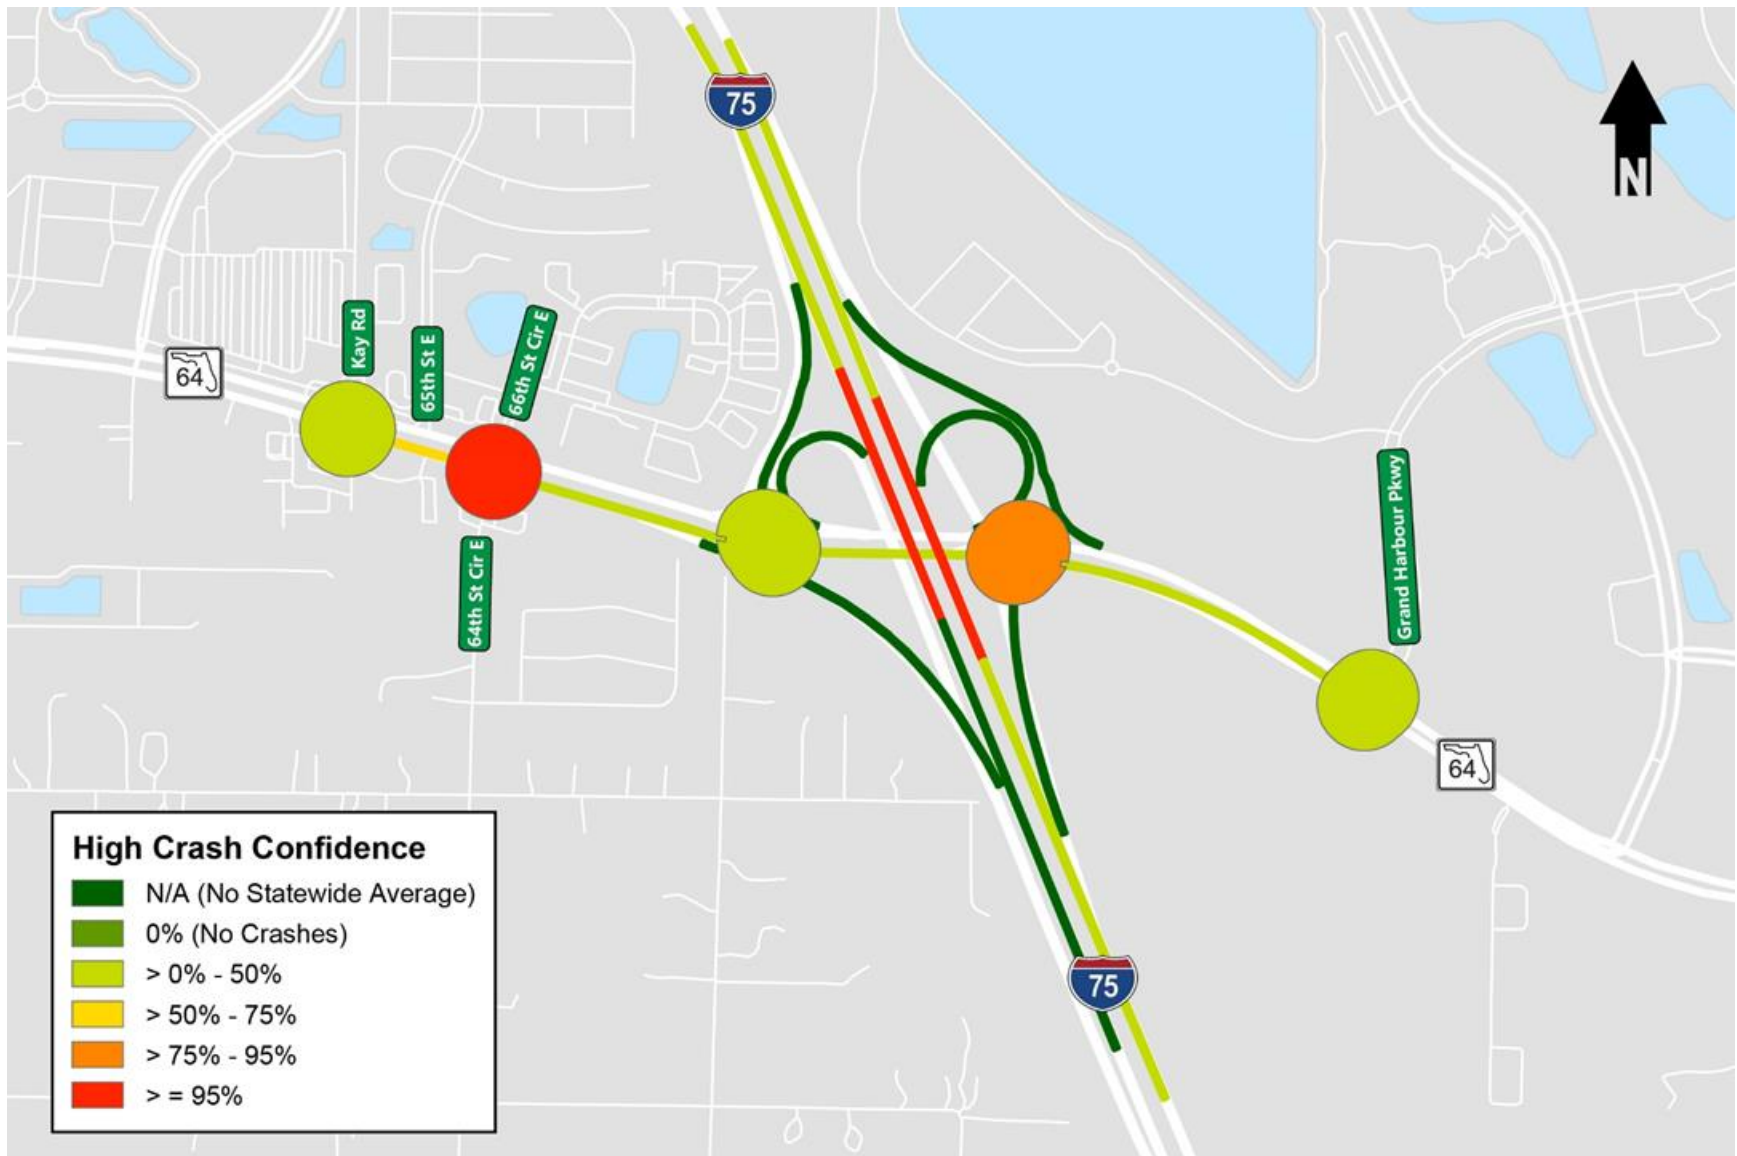 75
N
Kay Rd
65th St E
66th St Cir E
64
64th St Cir E
Grand Harbour Pkwy
64
75
High Crash Confidence
N/A (No Statewide Average)
0% (No Crashes)
> 0% - 50%
> 50% - 75%
> 75% - 95%
> = 95%